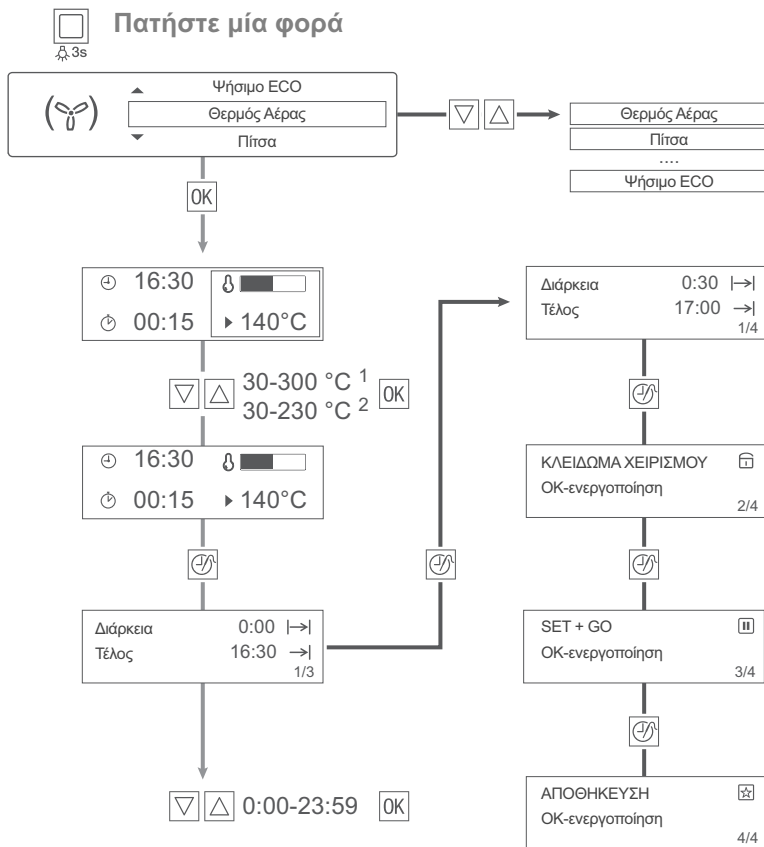 Πατήστε μία φορά
3s
Ψήσιμο ECO
Θερμός Αέρας
Πίτσα
Θερμός Αέρας
Πίτσα
....
Ψήσιμο ECO
OK
16:30
00:15 140°C
30-300 °C 1
30-230 °C 2
OK
16:30
00:15 140°C
Διάρκεια 0:00
Τέλος 16:30
1/3
0:00-23:59 OK
Διάρκεια 0:30
Τέλος 17:00
1/4
ΚΛΕΙΔΩΜΑ ΧΕΙΡΙΣΜΟΥ
OK-ενεργοποίηση
2/4
SET + GO
OK-ενεργοποίηση
3/4
ΑΠΟΘΗΚΕΥΣΗ
OK-ενεργοποίηση
4/4